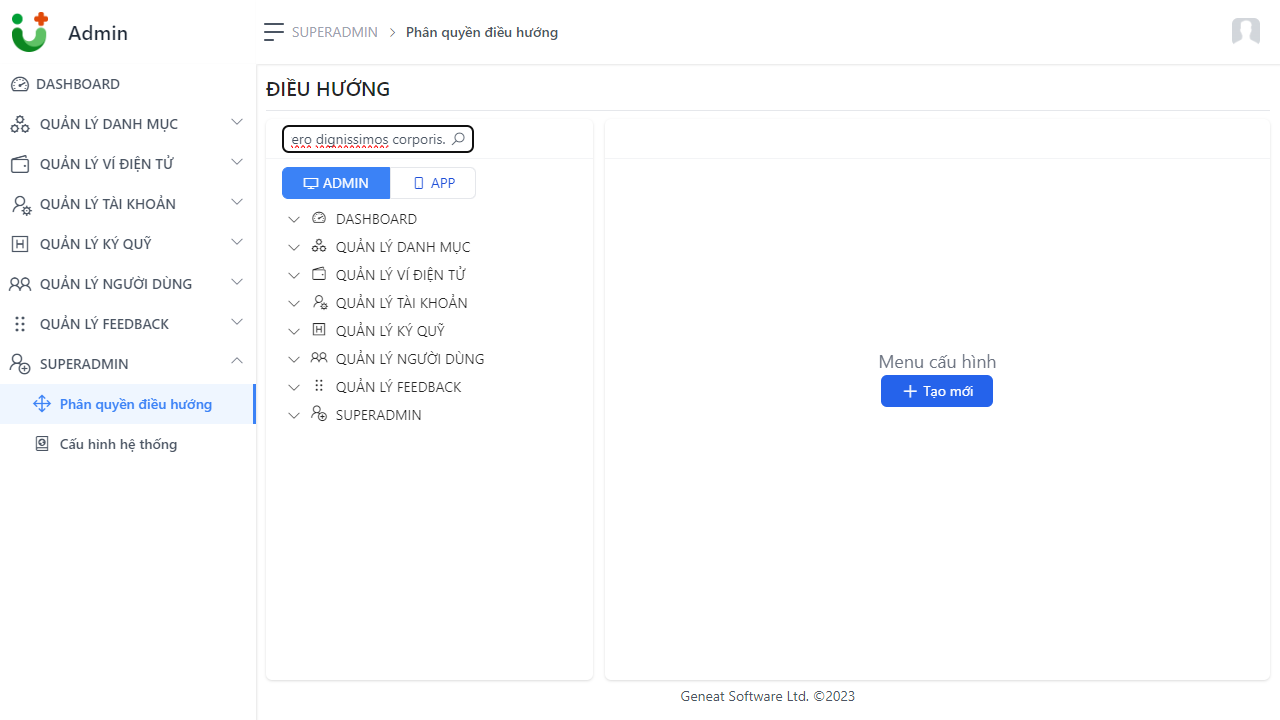 Admin
SUPERADMIN
Phân quyền điều hướng
DASHBOARD
QUẢN LÝ DANH MỤC
QUẢN LÝ VÍ ĐIỆN TỬ
QUẢN LÝ TÀI KHOẢN
QUẢN LÝ KÝ QUỸ
QUẢN LÝ NGƯỜI DÙNG
QUẢN LÝ FEEDBACK
SUPERADMIN
Phân quyền điều hướng
Cấu hình hệ thống
ĐIỀU HƯỚNG
ero dignissimos corporis.
ADMIN
APP
DASHBOARD
QUẢN LÝ DANH MỤC
QUẢN LÝ VÍ ĐIỆN TỬ
QUẢN LÝ TÀI KHOẢN
QUẢN LÝ KÝ QUỸ
QUẢN LÝ NGƯỜI DÙNG
QUẢN LÝ FEEDBACK
SUPERADMIN
Menu cấu hình
Tạo mới
Geneat Software Ltd. ©2023